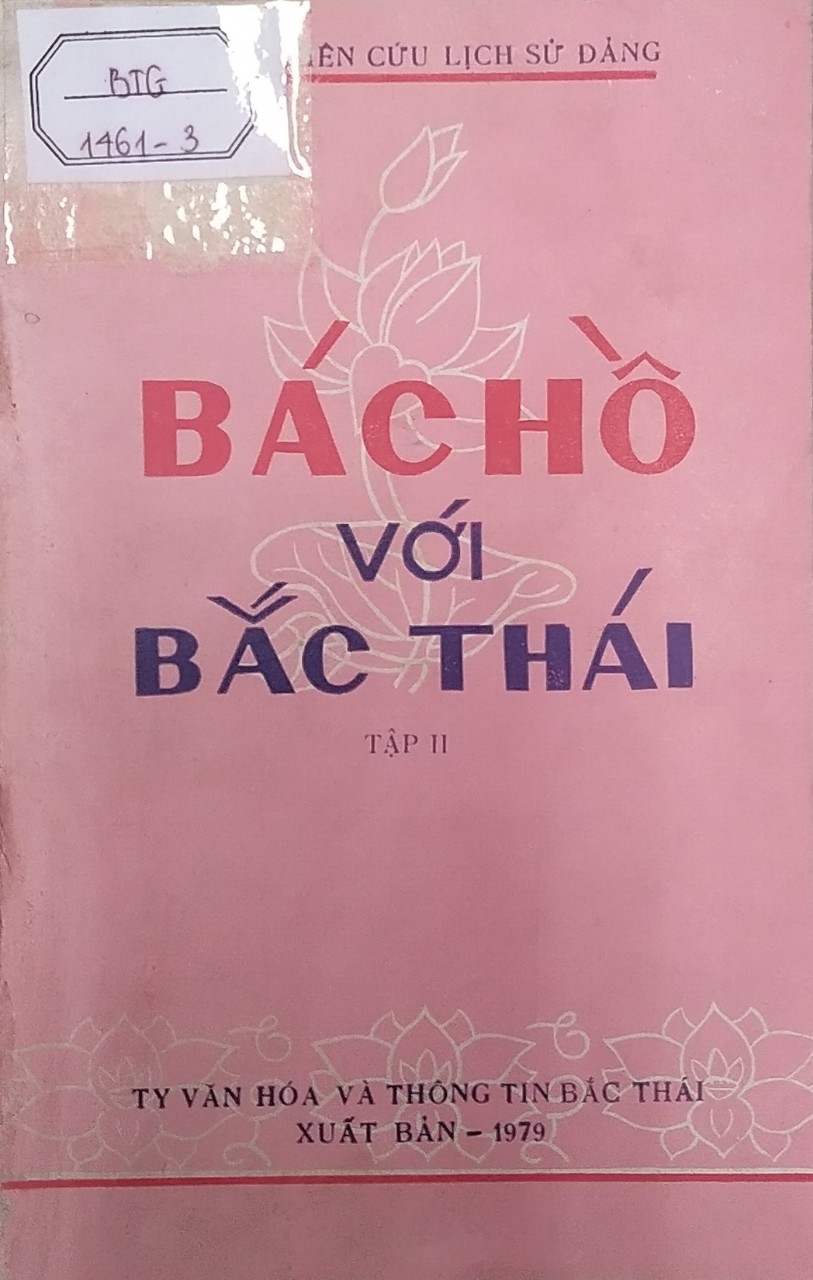 BTG
1461-3
CỨU LỊCH SỬ ĐẢNG
BÁC HỒ
VỚI
BẮC THÁI
TẬP II
TY VĂN HÓA VÀ THÔNG TIN BẮC THÁI
XUẤT BẢN - 1979